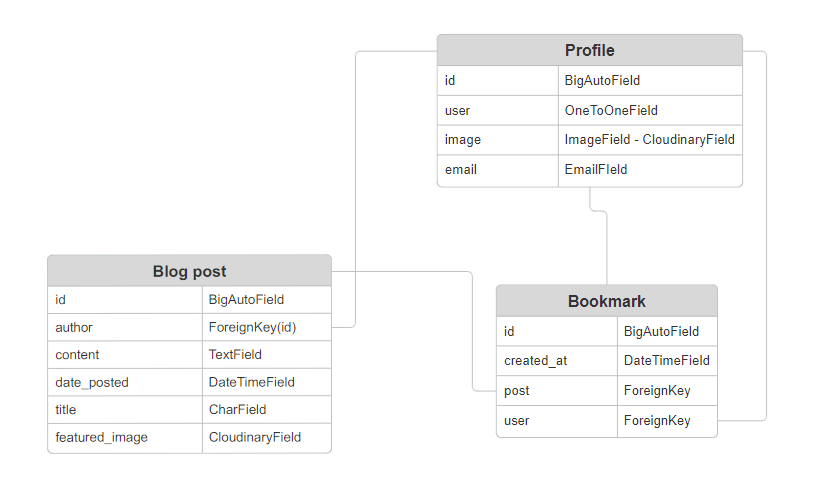 Profile
id BigAutoField
user OneToOneField
image ImageField - CloudinaryField
email EmailFIeld
Blog post
id BigAutoField
author ForeignKey(id)
content TextField
date_posted DateTimeField
title CharField
featured_image CloudinaryField
Bookmark
id BigAutoField
created_at DateTimeField
post ForeignKey
user ForeignKey